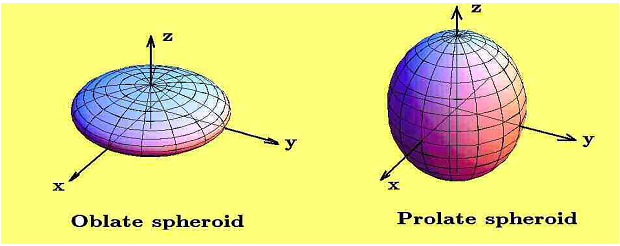 z
y
x
Oblate spheroid
z
y
x
Prolate spheroid